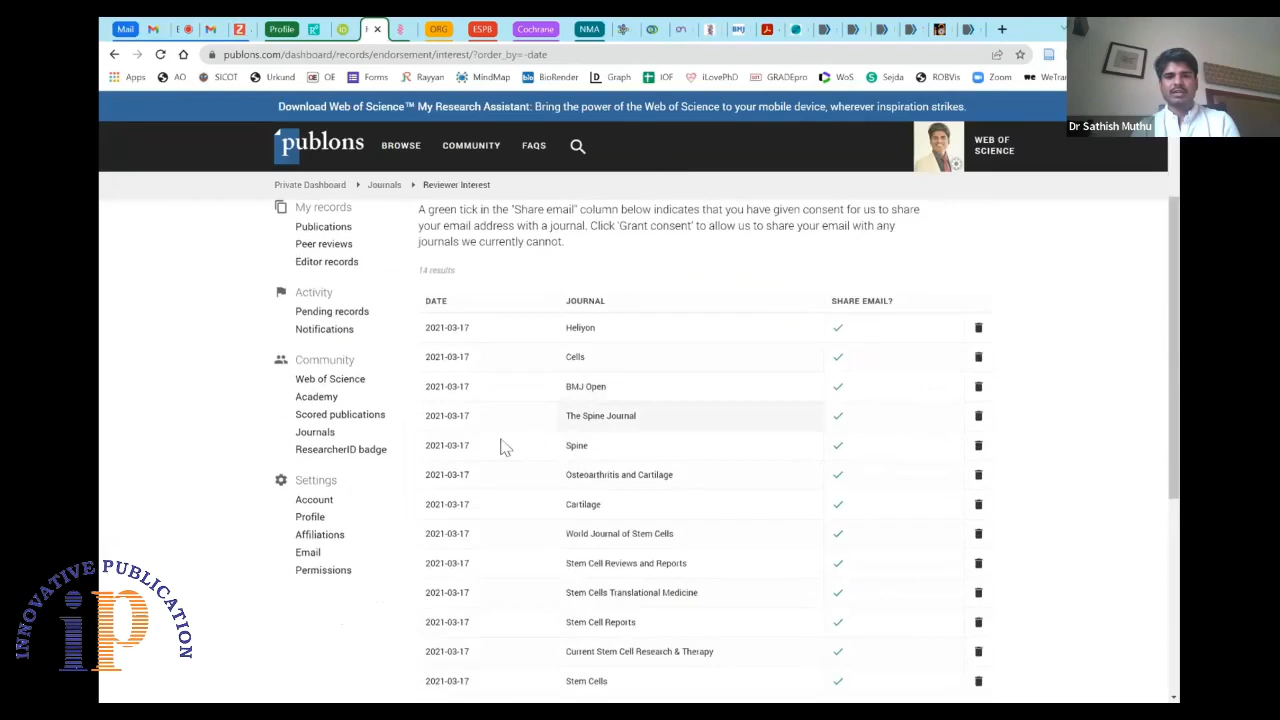 Mail Profile ORG ESPB Cochrane NMA BMJ
publons.com/dashboard/records/endorsement/interest/?order_by=-date
Apps AO SICOT Urkund OE Forms Rayyan MindMap BioRender Graph IOF iLovePhD GRADEpro WoS Sejda ROBVis Zoom WeTra
Download Web of Science™ My Research Assistant: Bring the power of the Web of Science to your mobile device, wherever inspiration strikes.
Dr Sathish Muthu
publons BROWSE COMMUNITY FAQS WEB OF SCIENCE
Private Dashboard Journals Reviewer Interest
My records
Publications
Peer reviews
Editor records
Activity
Pending records
Notifications
Community
Web of Science
Academy
Scored publications
Journals
ResearcherID badge
Settings
Account
Profile
Affiliations
Email
Permissions
A green tick in the "Share email" column below indicates that you have given consent for us to share
your email address with a journal. Click 'Grant consent' to allow us to share your email with any
journals we currently cannot.
14 results
DATE JOURNAL SHARE EMAIL?
2021-03-17 Heliyon
2021-03-17 Cells
2021-03-17 BMJ Open
2021-03-17 The Spine Journal
2021-03-17 Spine
2021-03-17 Osteoarthritis and Cartilage
2021-03-17 Cartilage
2021-03-17 World Journal of Stem Cells
2021-03-17 Stem Cell Reviews and Reports
2021-03-17 Stem Cells Translational Medicine
2021-03-17 Stem Cell Reports
2021-03-17 Current Stem Cell Research & Therapy
2021-03-17 Stem Cells
INNOVATIVE PUBLICATION
ip